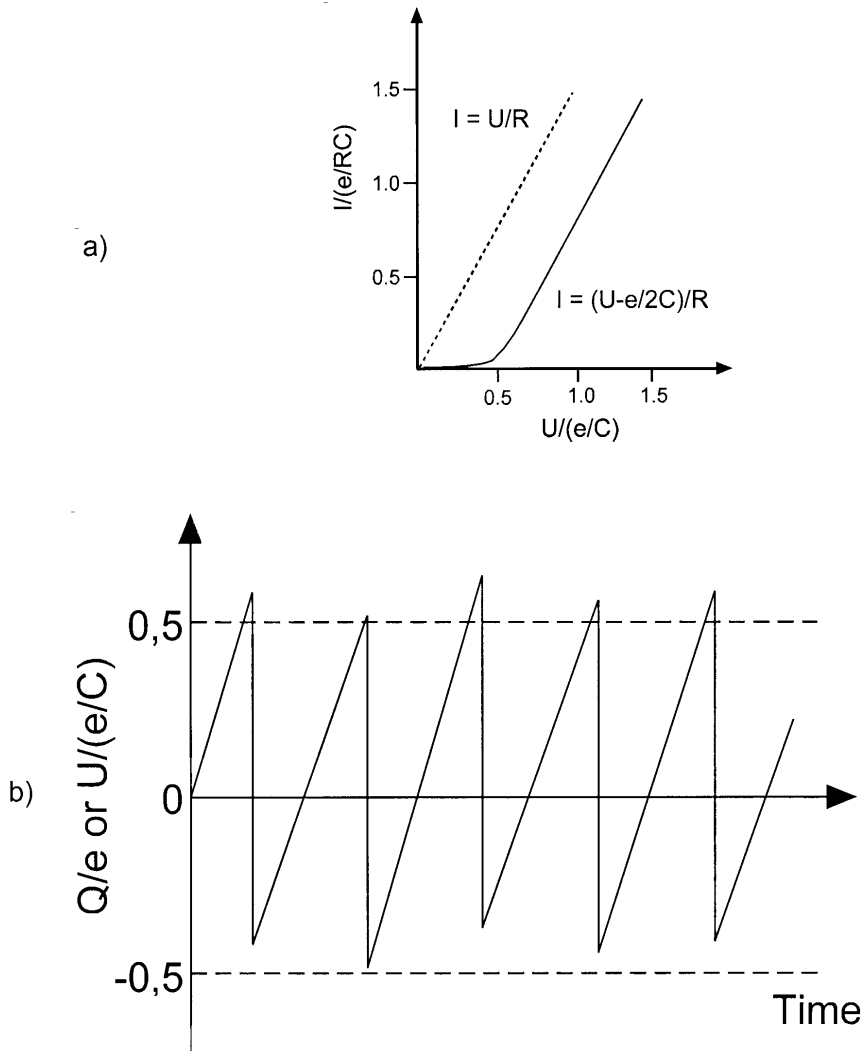 a)
I/(e/RC)
1.5
1.0
0.5
I = U/R
I = (U-e/2C)/R
0.5 1.0 1.5
U/(e/C)
b)
Q/e or U/(e/C)
0,5
0
-0,5
Time